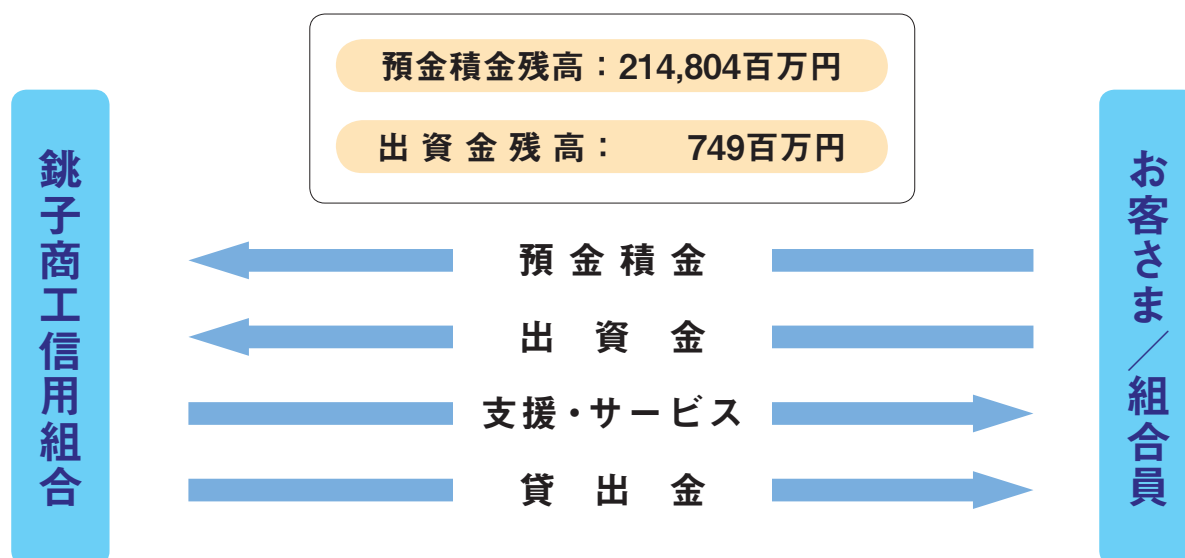 預金積金残高：214,804百万円
出資金残高： 749百万円
銚子商工信用組合
預金積金
出資金
支援・サービス
貸出金
お客さま／組合員